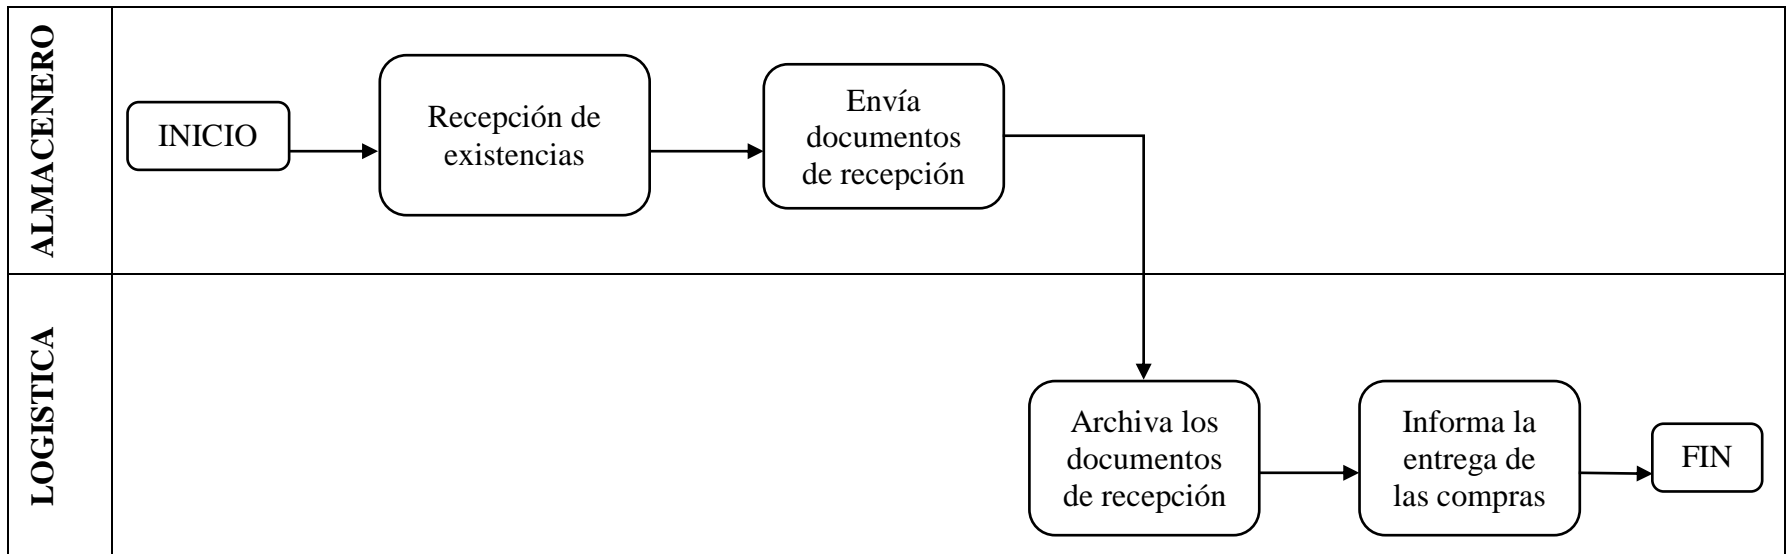 ALMACENERO
INICIO
Recepción de
existencias
Envía
documentos
de recepción
LOGISTICA
Archiva los
documentos
de recepción
Informa la
entrega de
las compras
FIN